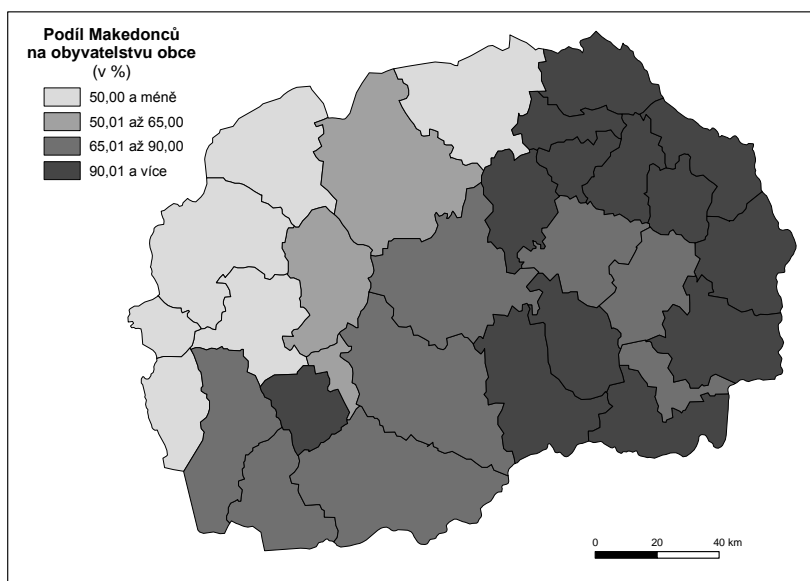 Podíl Makedonců
na obyvatelstvu obce
(v %)
50,00 a méně
50,01 až 65,00
65,01 až 90,00
90,01 a více
0 20 40 km